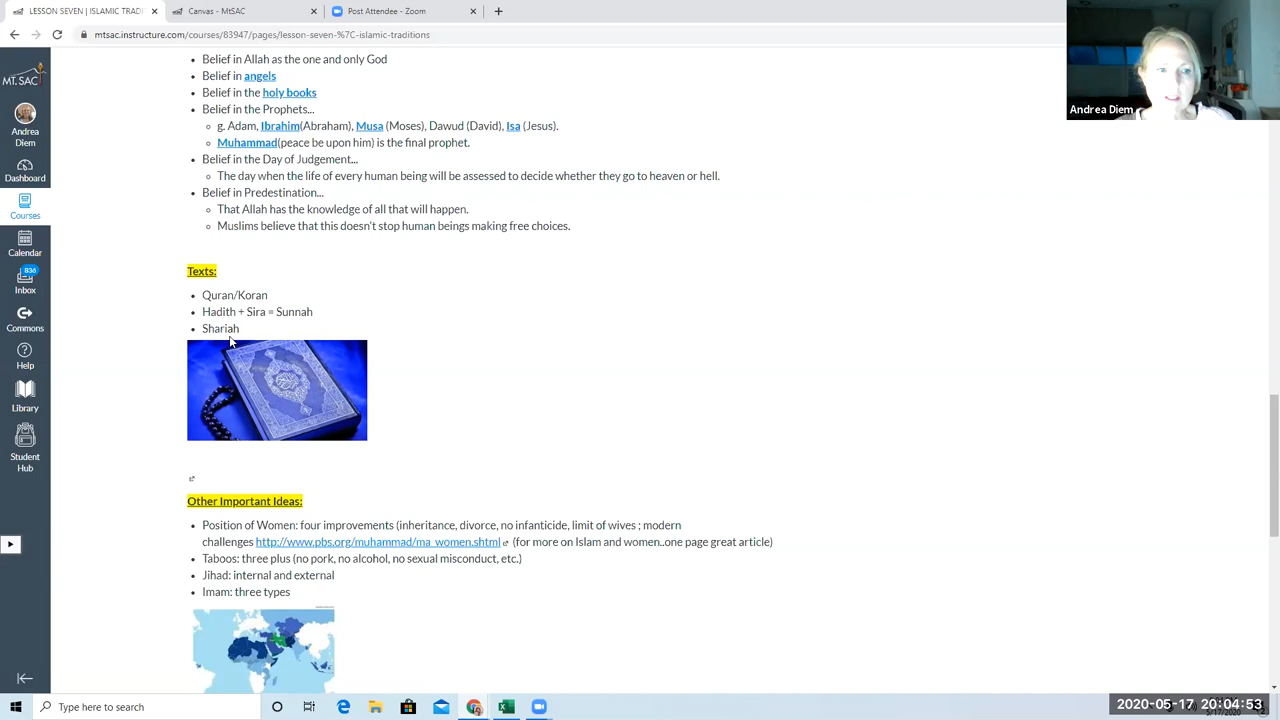 LESSON SEVEN | ISLAMIC TRADIT
Canvas - MtSAC
Post Attendee - Zoom
mtsac.instructure.com/courses/83947/pages/lesson-seven-%7C-islamic-traditions
MT. SAC
Andrea Diem
Dashboard
Courses
Calendar
836
Inbox
Commons
Help
Library
Student Hub
Belief in Allah as the one and only God
Belief in angels
Belief in the holy books
Belief in the Prophets...
g. Adam, Ibrahim(Abraham), Musa (Moses), Dawud (David), Isa (Jesus).
Muhammad(peace be upon him) is the final prophet.
Belief in the Day of Judgement...
The day when the life of every human being will be assessed to decide whether they go to heaven or hell.
Belief in Predestination...
That Allah has the knowledge of all that will happen.
Muslims believe that this doesn't stop human beings making free choices.
Texts:
Quran/Koran
Hadith + Sira = Sunnah
Shariah
Other Important Ideas:
Position of Women: four improvements (inheritance, divorce, no infanticide, limit of wives ; modern
challenges http://www.pbs.org/muhammad/ma_women.shtml (for more on Islam and women..one page great article)
Taboos: three plus (no pork, no alcohol, no sexual misconduct, etc.)
Jihad: internal and external
Imam: three types
Andrea Diem
Type here to search
2020-05-17 20:04:53